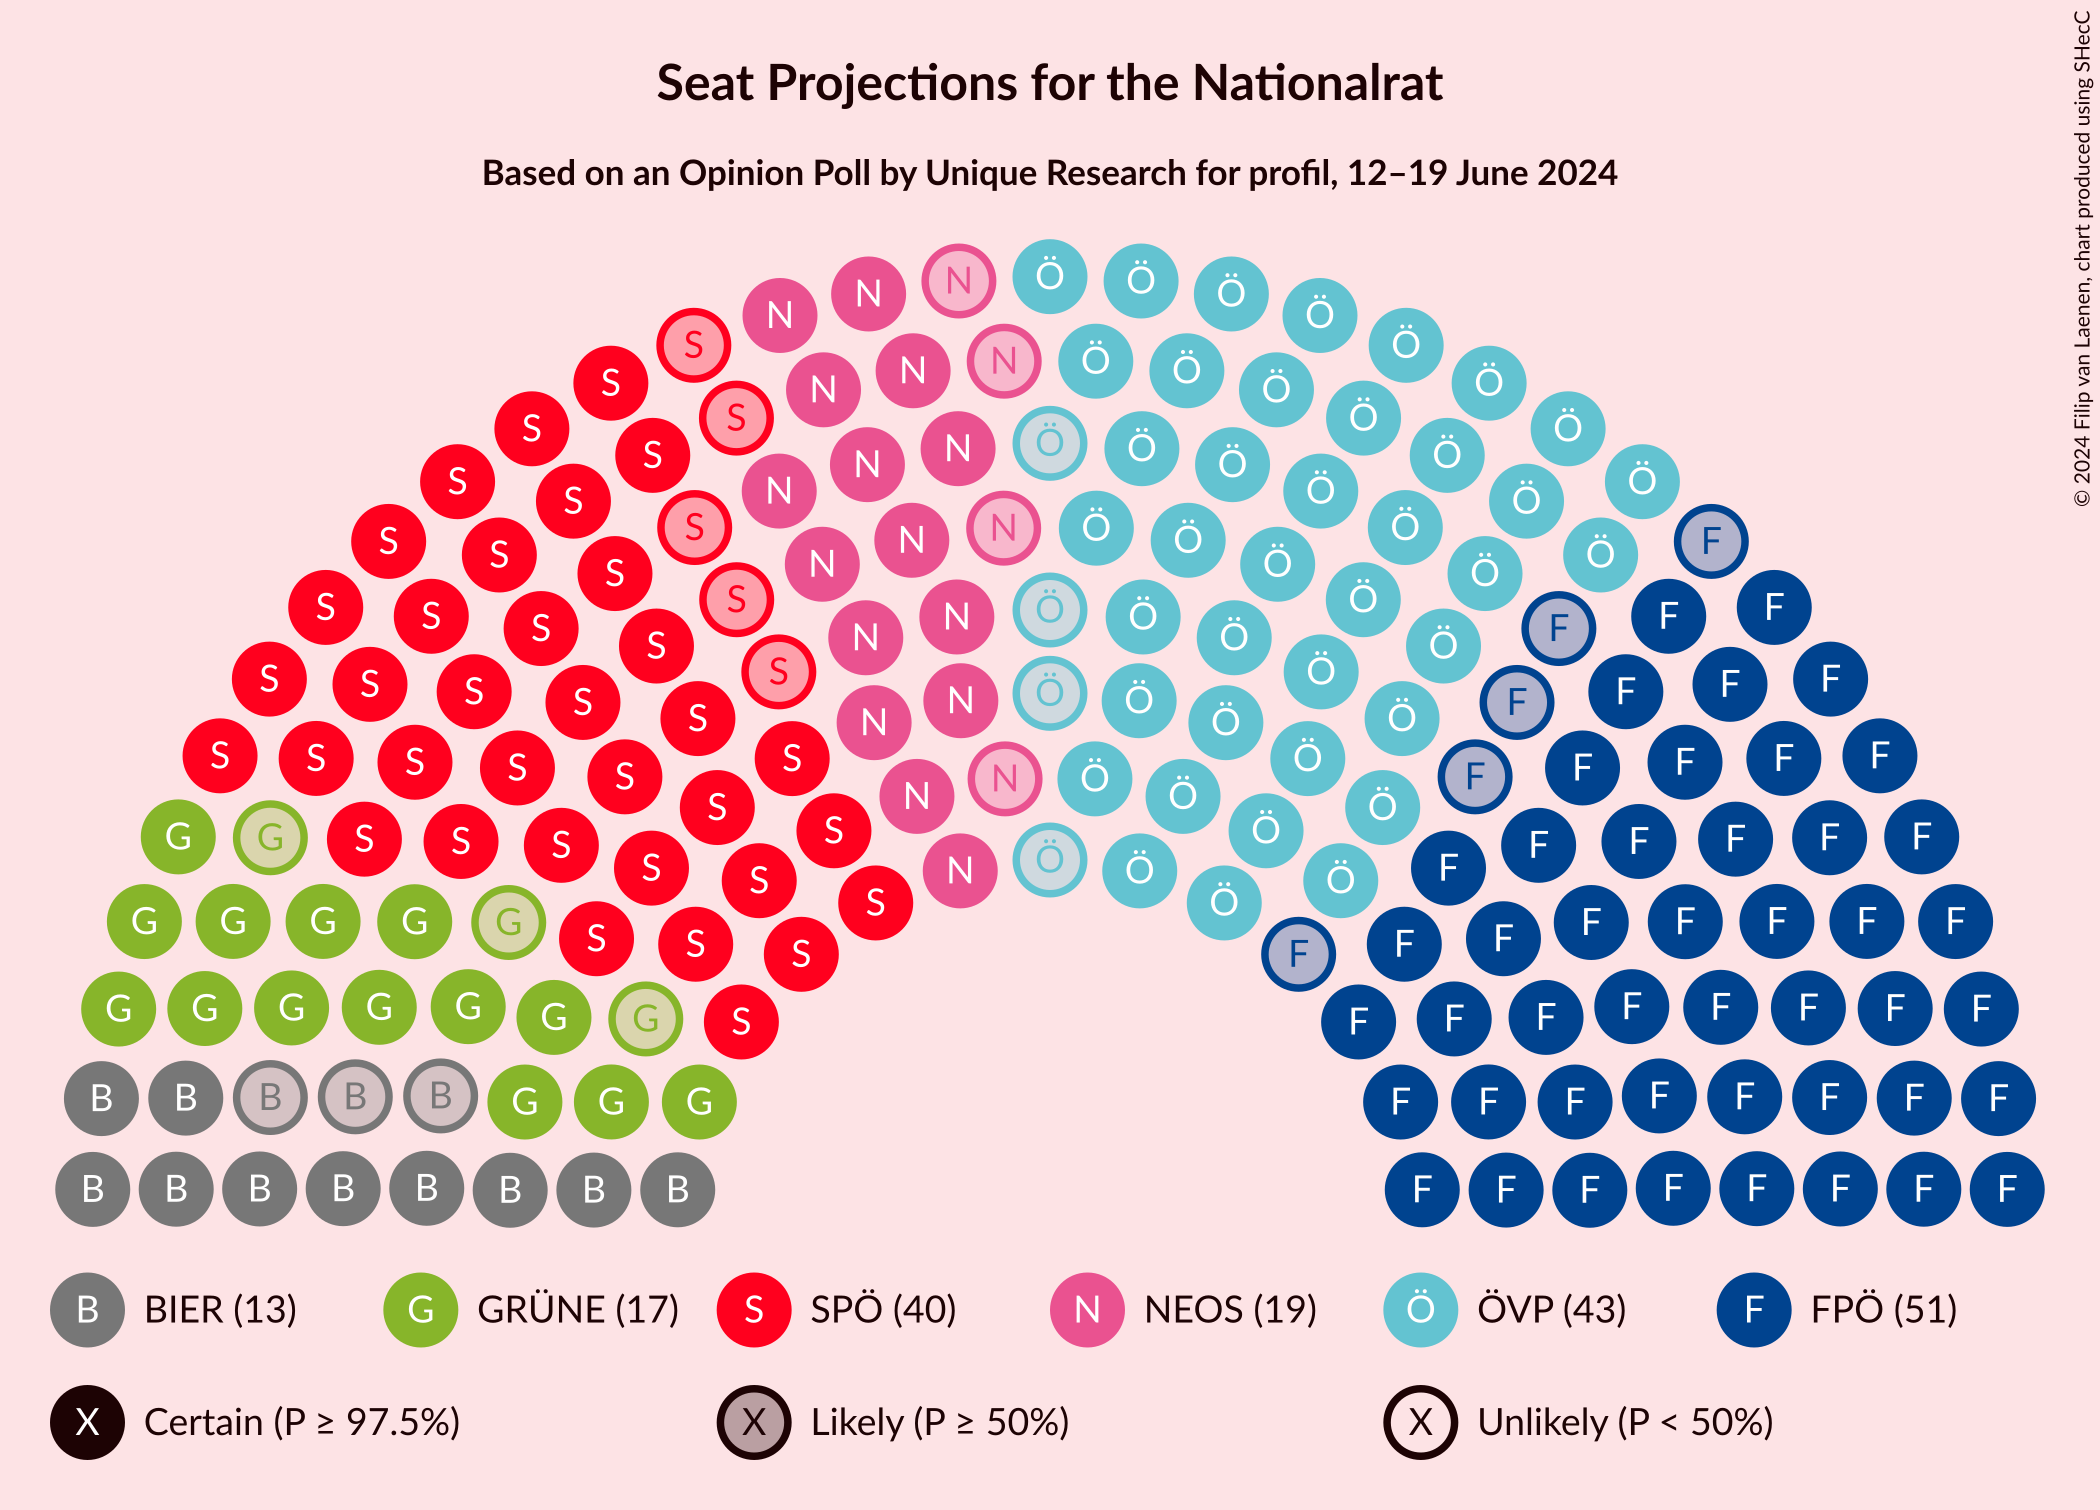 Seat Projections for the Nationalrat
Based on an Opinion Poll by Unique Research for profil, 12–19 June 2024
© 2024 Filip van Laenen, chart produced using SHecC
N N N Ö Ö Ö Ö Ö
S N N N Ö Ö Ö Ö Ö
S S S N N N Ö Ö Ö Ö Ö Ö
S S S S N N N Ö Ö Ö Ö Ö Ö Ö
S S S S S N N Ö Ö Ö Ö Ö Ö F
S S S S S N N Ö Ö Ö Ö F F F
S S S S S S N N Ö Ö Ö Ö Ö F F F F
S S S S S S S N N Ö Ö Ö Ö F F F F F
G G S S S S S S N Ö Ö Ö Ö F F F F F F
G G G G G S S S S Ö F F F F F F F F
G G G G G G G S F F F F F F F F
B B B B B G G G F F F F F F F F
B B B B B B B B F F F F F F F F
B BIER (13) G GRÜNE (17) S SPÖ (40) N NEOS (19) Ö ÖVP (43) F FPÖ (51)
X Certain (P ≥ 97.5%) X Likely (P ≥ 50%) X Unlikely (P < 50%)